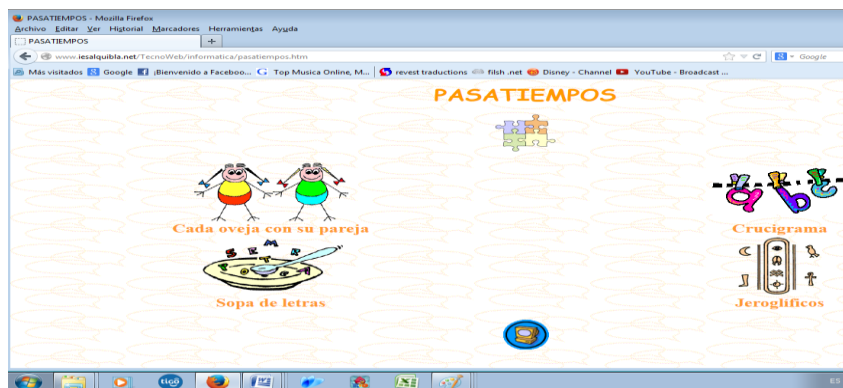 PASATIEMPOS - Mozilla Firefox
Archivo Editar Ver Historial Marcadores Herramientas Ayuda
PASATIEMPOS +
www.iesalquibla.net/TecnoWeb/informatica/pasatiempos.htm Google
Más visitados Google ¡Bienvenido a Faceboo... Top Musica Online, M... revest traductions filsh .net Disney - Channel YouTube - Broadcast ...
PASATIEMPOS
a b c
Cada oveja con su pareja Crucigrama
Sopa de letras Jeroglíficos
tigo ES